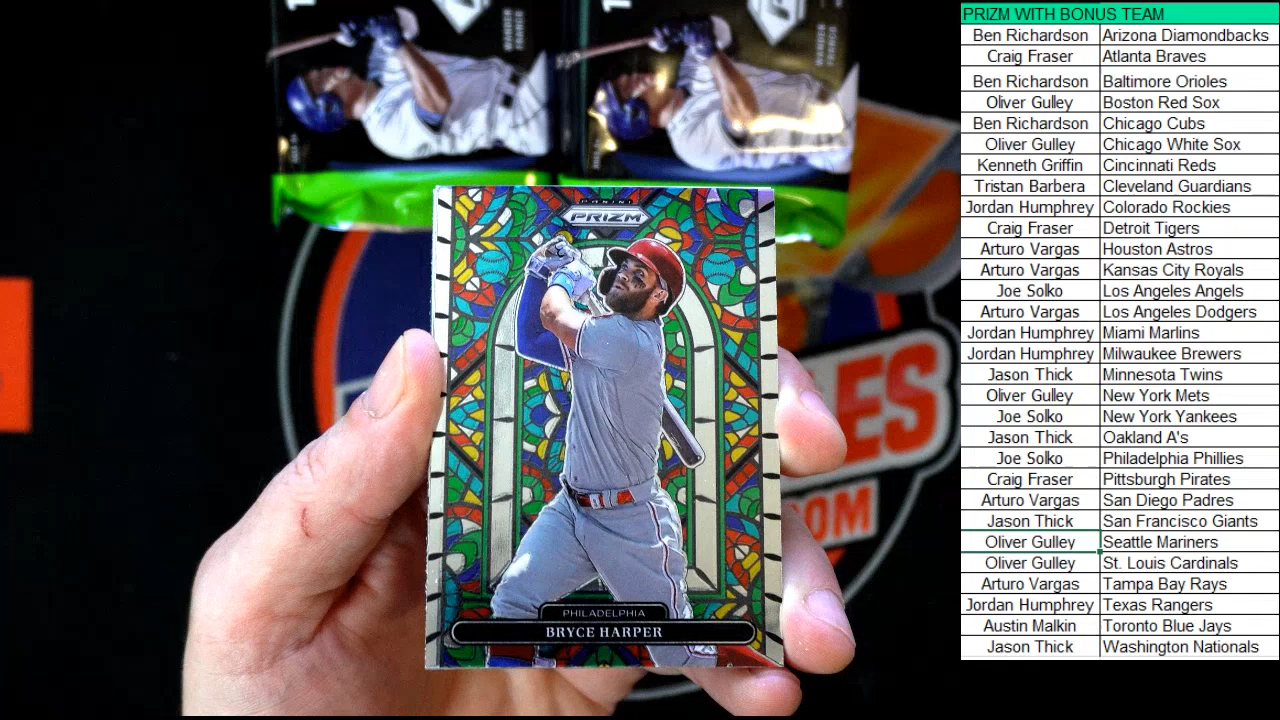 WANDER
FRANCO
WANDER
FRANCO
PANINI
PRIZM
PHILADELPHIA
BRYCE HARPER
ES
OM
PRIZM WITH BONUS TEAM
Ben Richardson Arizona Diamondbacks
Craig Fraser Atlanta Braves
Ben Richardson Baltimore Orioles
Oliver Gulley Boston Red Sox
Ben Richardson Chicago Cubs
Oliver Gulley Chicago White Sox
Kenneth Griffin Cincinnati Reds
Tristan Barbera Cleveland Guardians
Jordan Humphrey Colorado Rockies
Craig Fraser Detroit Tigers
Arturo Vargas Houston Astros
Arturo Vargas Kansas City Royals
Joe Solko Los Angeles Angels
Arturo Vargas Los Angeles Dodgers
Jordan Humphrey Miami Marlins
Jordan Humphrey Milwaukee Brewers
Jason Thick Minnesota Twins
Oliver Gulley New York Mets
Joe Solko New York Yankees
Jason Thick Oakland A's
Joe Solko Philadelphia Phillies
Craig Fraser Pittsburgh Pirates
Arturo Vargas San Diego Padres
Jason Thick San Francisco Giants
Oliver Gulley Seattle Mariners
Oliver Gulley St. Louis Cardinals
Arturo Vargas Tampa Bay Rays
Jordan Humphrey Texas Rangers
Austin Malkin Toronto Blue Jays
Jason Thick Washington Nationals